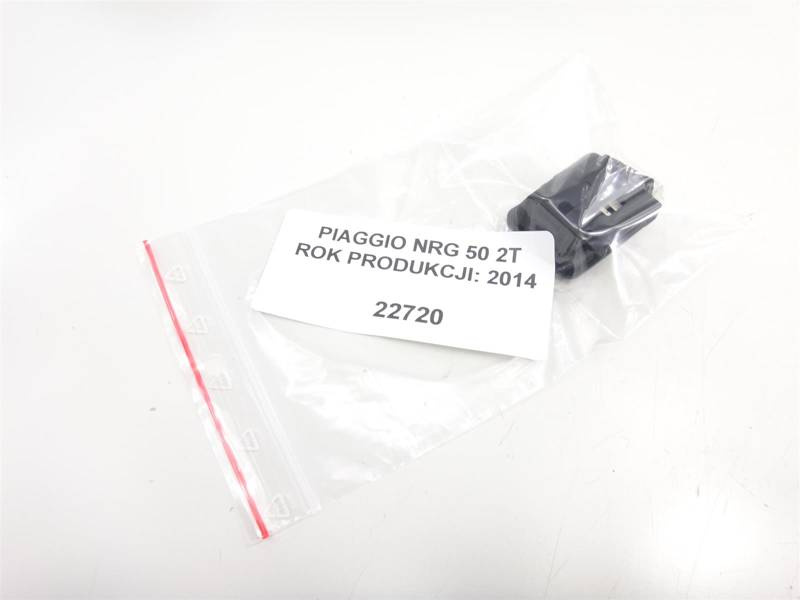 PIAGGIO NRG 50 2T
ROK PRODUKCJI: 2014
22720